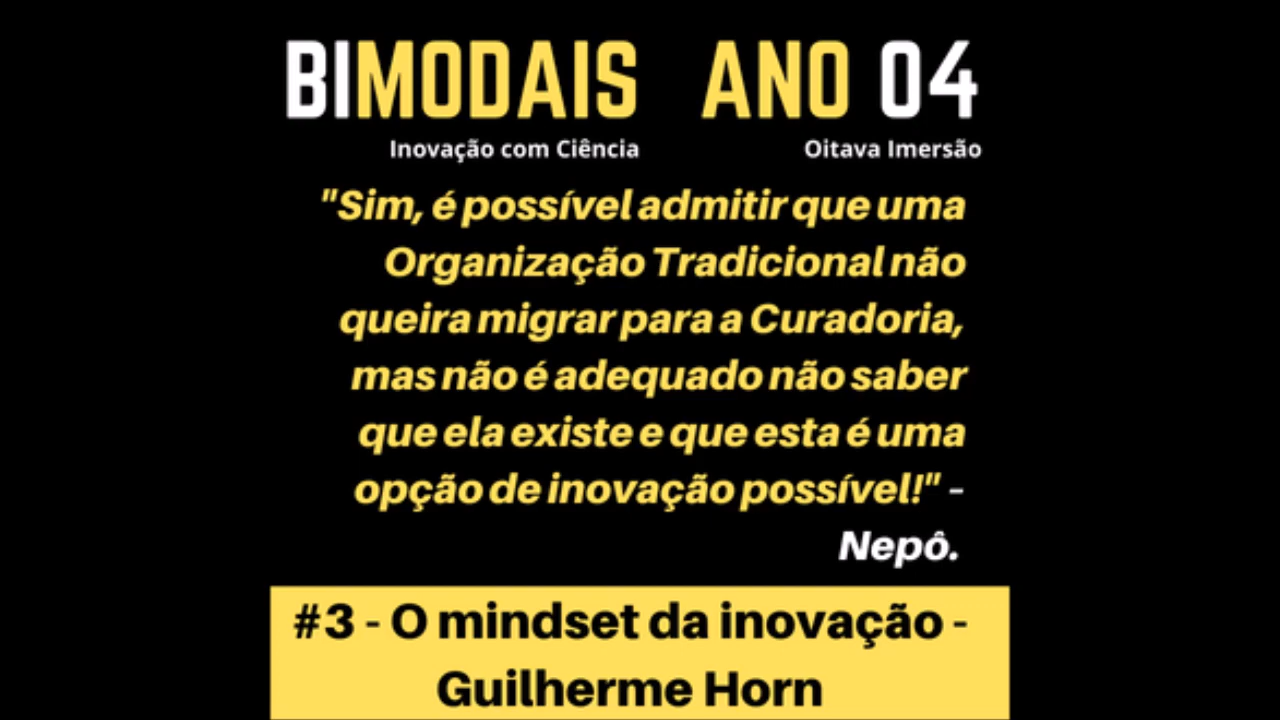 BIMODAIS ANO 04
Inovação com Ciência Oitava Imersão
"Sim, é possível admitir que uma
Organização Tradicional não
queira migrar para a Curadoria,
mas não é adequado não saber
que ela existe e que esta é uma
opção de inovação possível!" -
Nepô.
#3 - O mindset da inovação -
Guilherme Horn